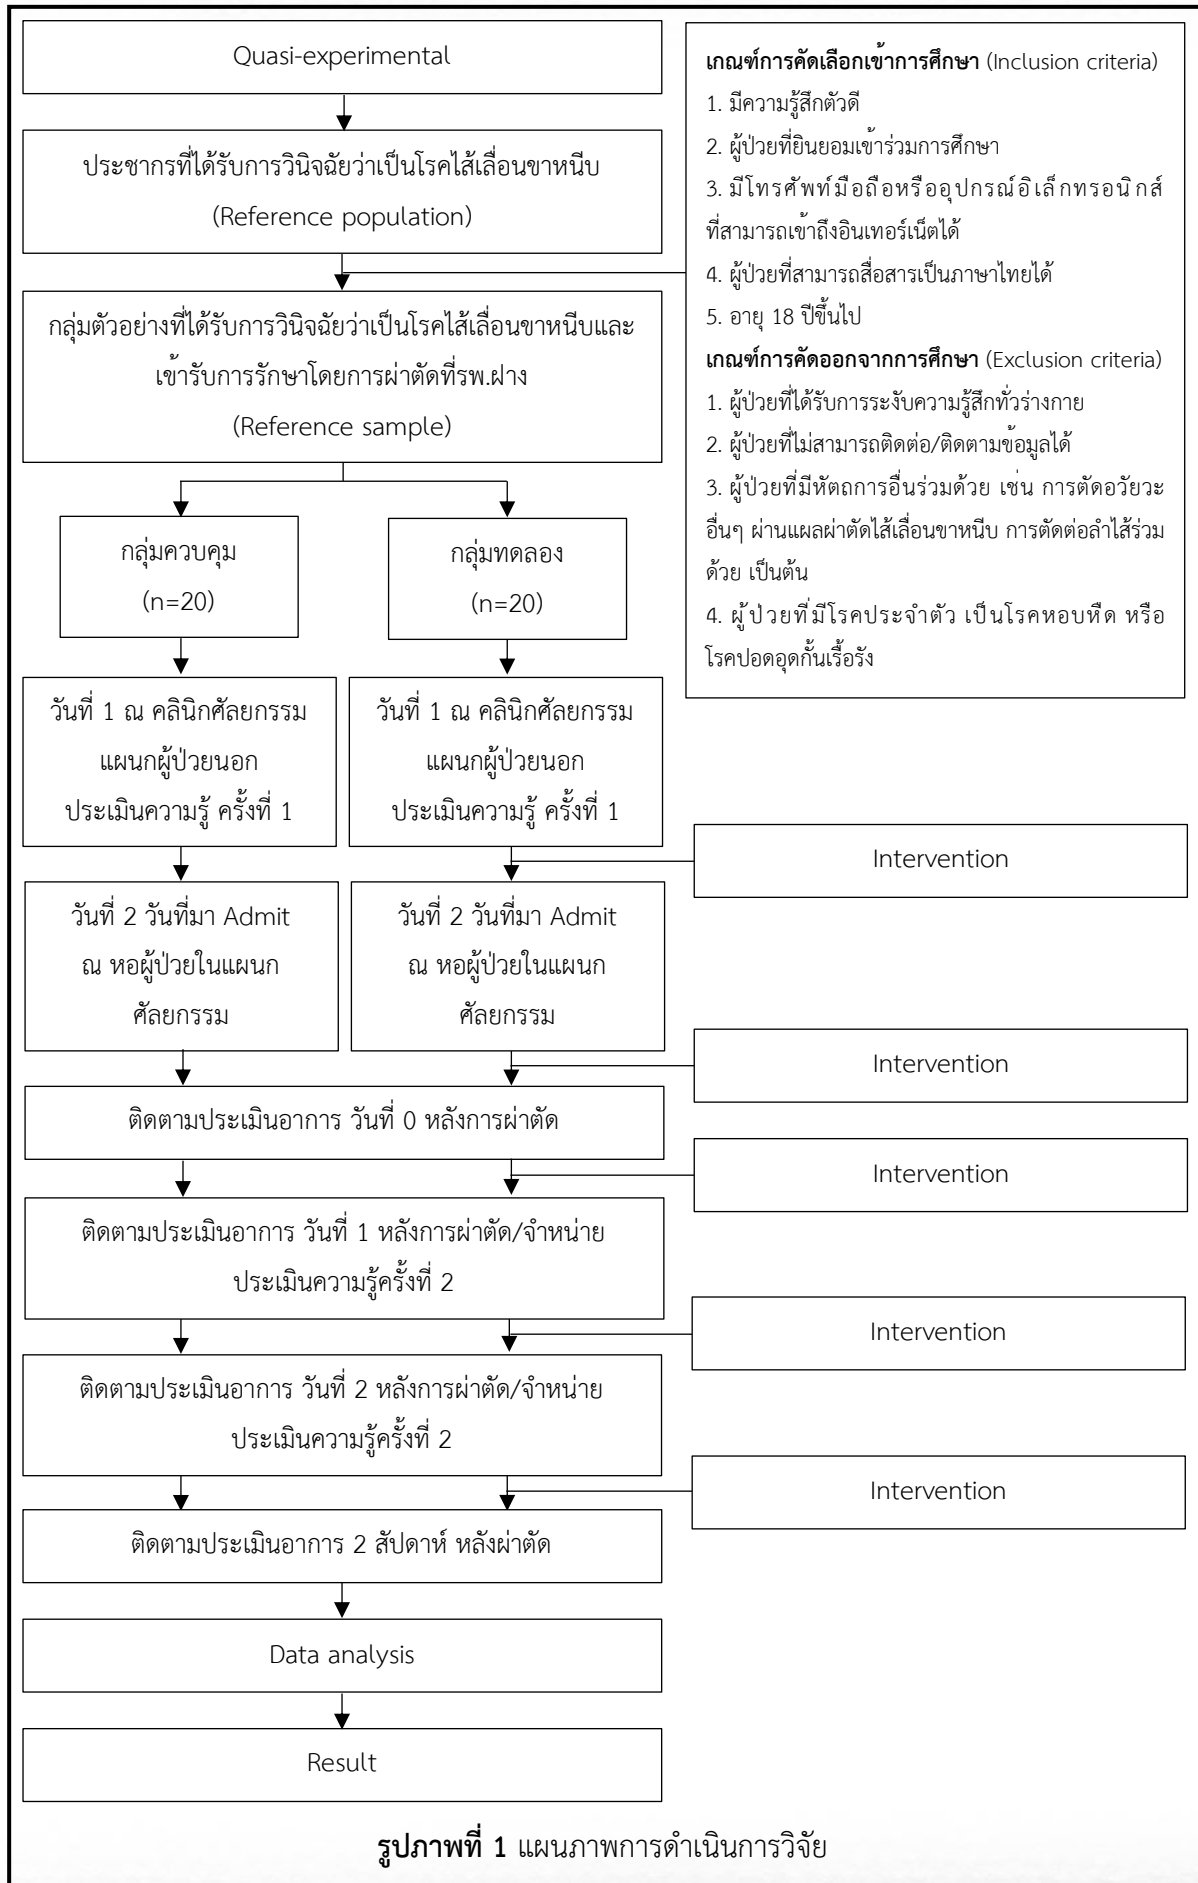 Quasi-experimental
ประชากรที่ได้รับการวินิจฉัยว่าเป็นโรคไส้เลื่อนขาหนีบ
(Reference population)
เกณฑ์การคัดเลือกเข้าการศึกษา (Inclusion criteria)
1. มีความรู้สึกตัวดี
2. ผู้ป่วยที่ยินยอมเข้าร่วมการศึกษา
3. มีโทรศัพท์มือถือหรืออุปกรณ์อิเล็กทรอนิกส์
ที่สามารถเข้าถึงอินเทอร์เน็ตได้
4. ผู้ป่วยที่สามารถสื่อสารเป็นภาษาไทยได้
5. อายุ 18 ปีขึ้นไป
เกณฑ์การคัดออกจากการศึกษา (Exclusion criteria)
1. ผู้ป่วยที่ได้รับการระงับความรู้สึกทั่วร่างกาย
2. ผู้ป่วยที่ไม่สามารถติดต่อ/ติดตามข้อมูลได้
3. ผู้ป่วยที่มีหัตถการอื่นร่วมด้วย เช่น การตัดอวัยวะ
อื่นๆ ผ่านแผลผ่าตัดไส้เลื่อนขาหนีบ การตัดต่อลำไส้ร่วม
ด้วย เป็นต้น
4. ผู้ป่วยที่มีโรคประจำตัว เป็นโรคหอบหืด หรือ
โรคปอดอุดกั้นเรื้อรัง
กลุ่มตัวอย่างที่ได้รับการวินิจฉัยว่าเป็นโรคไส้เลื่อนขาหนีบและ
เข้ารับการรักษาโดยการผ่าตัดที่รพ.ฝาง
(Reference sample)
กลุ่มควบคุม
(n=20)
กลุ่มทดลอง
(n=20)
วันที่ 1 ณ คลินิกศัลยกรรม
แผนกผู้ป่วยนอก
ประเมินความรู้ ครั้งที่ 1
วันที่ 1 ณ คลินิกศัลยกรรม
แผนกผู้ป่วยนอก
ประเมินความรู้ ครั้งที่ 1
Intervention
วันที่ 2 วันที่มา Admit
ณ หอผู้ป่วยในแผนก
ศัลยกรรม
วันที่ 2 วันที่มา Admit
ณ หอผู้ป่วยในแผนก
ศัลยกรรม
Intervention
ติดตามประเมินอาการ วันที่ 0 หลังการผ่าตัด
Intervention
ติดตามประเมินอาการ วันที่ 1 หลังการผ่าตัด/จำหน่าย
ประเมินความรู้ครั้งที่ 2
Intervention
ติดตามประเมินอาการ วันที่ 2 หลังการผ่าตัด/จำหน่าย
ประเมินความรู้ครั้งที่ 2
Intervention
ติดตามประเมินอาการ 2 สัปดาห์ หลังผ่าตัด
Data analysis
Result
รูปภาพที่ 1 แผนภาพการดำเนินการวิจัย